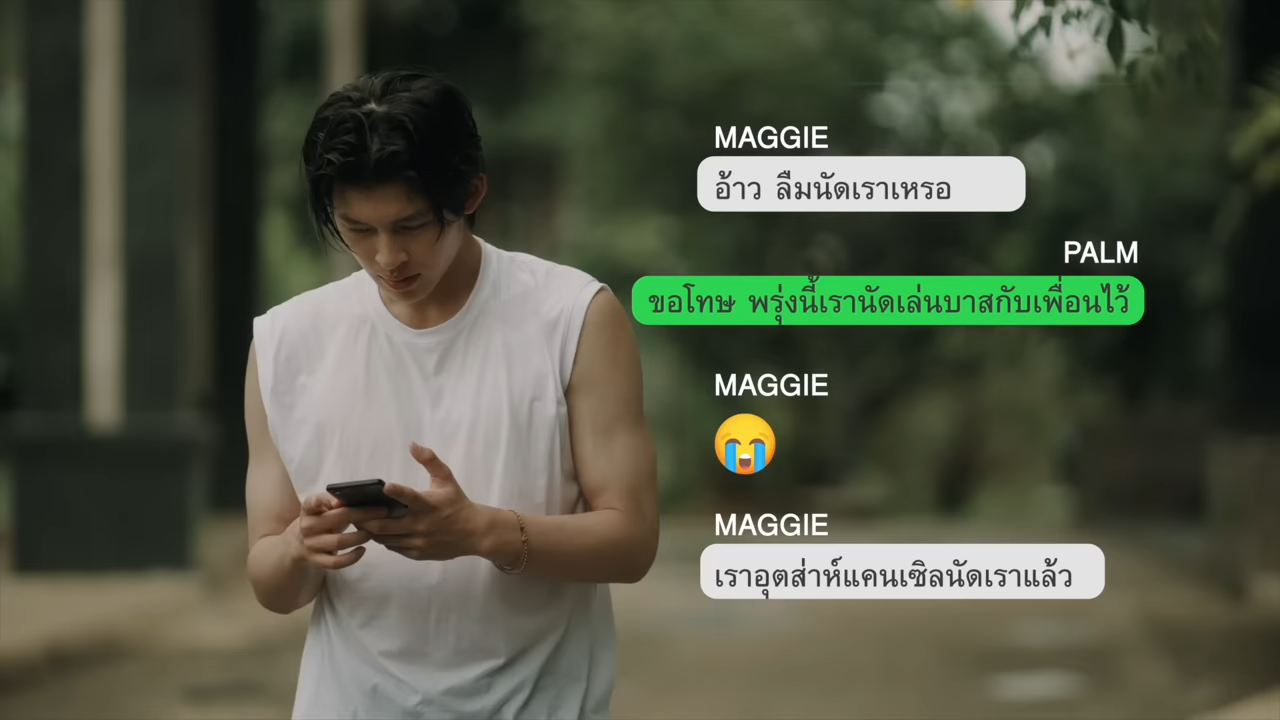 MAGGIE
อ้าว ลืมนัดเราเหรอ
PALM
ขอโทษ พรุ่งนี้เรานัดเล่นบาสกับเพื่อนไว้
MAGGIE
MAGGIE
เราอุตส่าห์แคนเซิลนัดเราแล้ว